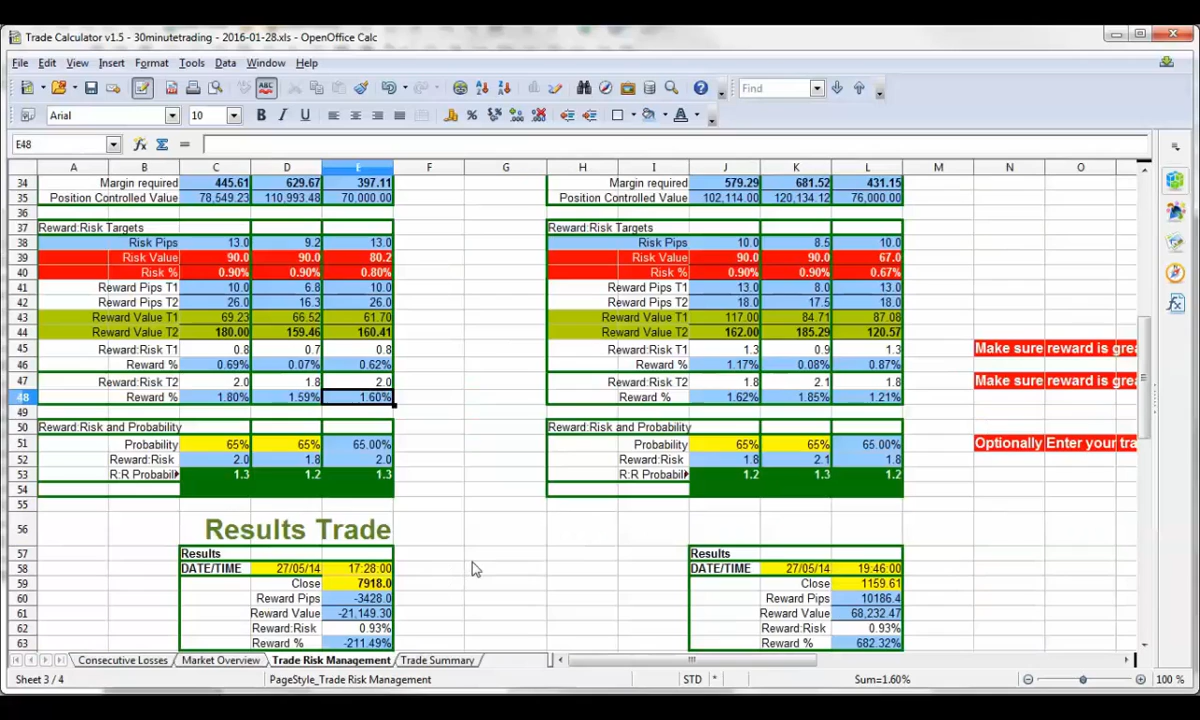 Trade Calculator v1.5 - 30minutetrading - 2016-01-28.xls - OpenOffice Calc
File Edit View Insert Format Tools Data Window Help
Find
Arial 10
E48
A B C D E F G H I J K L M N O
34 Margin required 445.61 629.67 397.11 Margin required 579.29 681.52 431.15
35 Position Controlled Value 78,549.23 110,993.48 70,000.00 Position Controlled Value 102,114.00 120,134.12 76,000.00
36
37 Reward:Risk Targets Reward:Risk Targets
38 Risk Pips 13.0 9.2 13.0 Risk Pips 10.0 8.5 10.0
39 Risk Value 90.0 90.0 80.2 Risk Value 90.0 90.0 67.0
40 Risk % 0.90% 0.90% 0.80% Risk % 0.90% 0.90% 0.67%
41 Reward Pips T1 10.0 6.8 10.0 Reward Pips T1 13.0 8.0 13.0
42 Reward Pips T2 26.0 16.3 26.0 Reward Pips T2 18.0 17.5 18.0
43 Reward Value T1 69.23 66.52 61.70 Reward Value T1 117.00 84.71 87.08
44 Reward Value T2 180.00 159.46 160.41 Reward Value T2 162.00 185.29 120.57
45 Reward:Risk T1 0.8 0.7 0.8 Reward:Risk T1 1.3 0.9 1.3 Make sure reward is grea
46 Reward % 0.69% 0.07% 0.62% Reward % 1.17% 0.08% 0.87%
47 Reward:Risk T2 2.0 1.8 2.0 Reward:Risk T2 1.8 2.1 1.8 Make sure reward is grea
48 Reward % 1.80% 1.59% 1.60% Reward % 1.62% 1.85% 1.21%
49
50 Reward:Risk and Probability Reward:Risk and Probability
51 Probability 65% 65% 65.00% Probability 65% 65% 65.00% Optionally Enter your tra
52 Reward:Risk 2.0 1.8 2.0 Reward:Risk 1.8 2.1 1.8
53 R:R Probabil 1.3 1.2 1.3 R:R Probabil 1.2 1.3 1.2
54
55
56 Results Trade
57 Results Results
58 DATE/TIME 27/05/14 17:28:00 DATE/TIME 27/05/14 19:46:00
59 Close 7918.0 Close 1159.61
60 Reward Pips -3428.0 Reward Pips 10186.4
61 Reward Value -21,149.30 Reward Value 68,232.47
62 Reward:Risk 0.93% Reward:Risk 0.93%
63 Reward % -211.49% Reward % 682.32%
Consecutive Losses Market Overview Trade Risk Management Trade Summary
Sheet 3 / 4 PageStyle_Trade Risk Management STD * Sum=1.60% 100 %